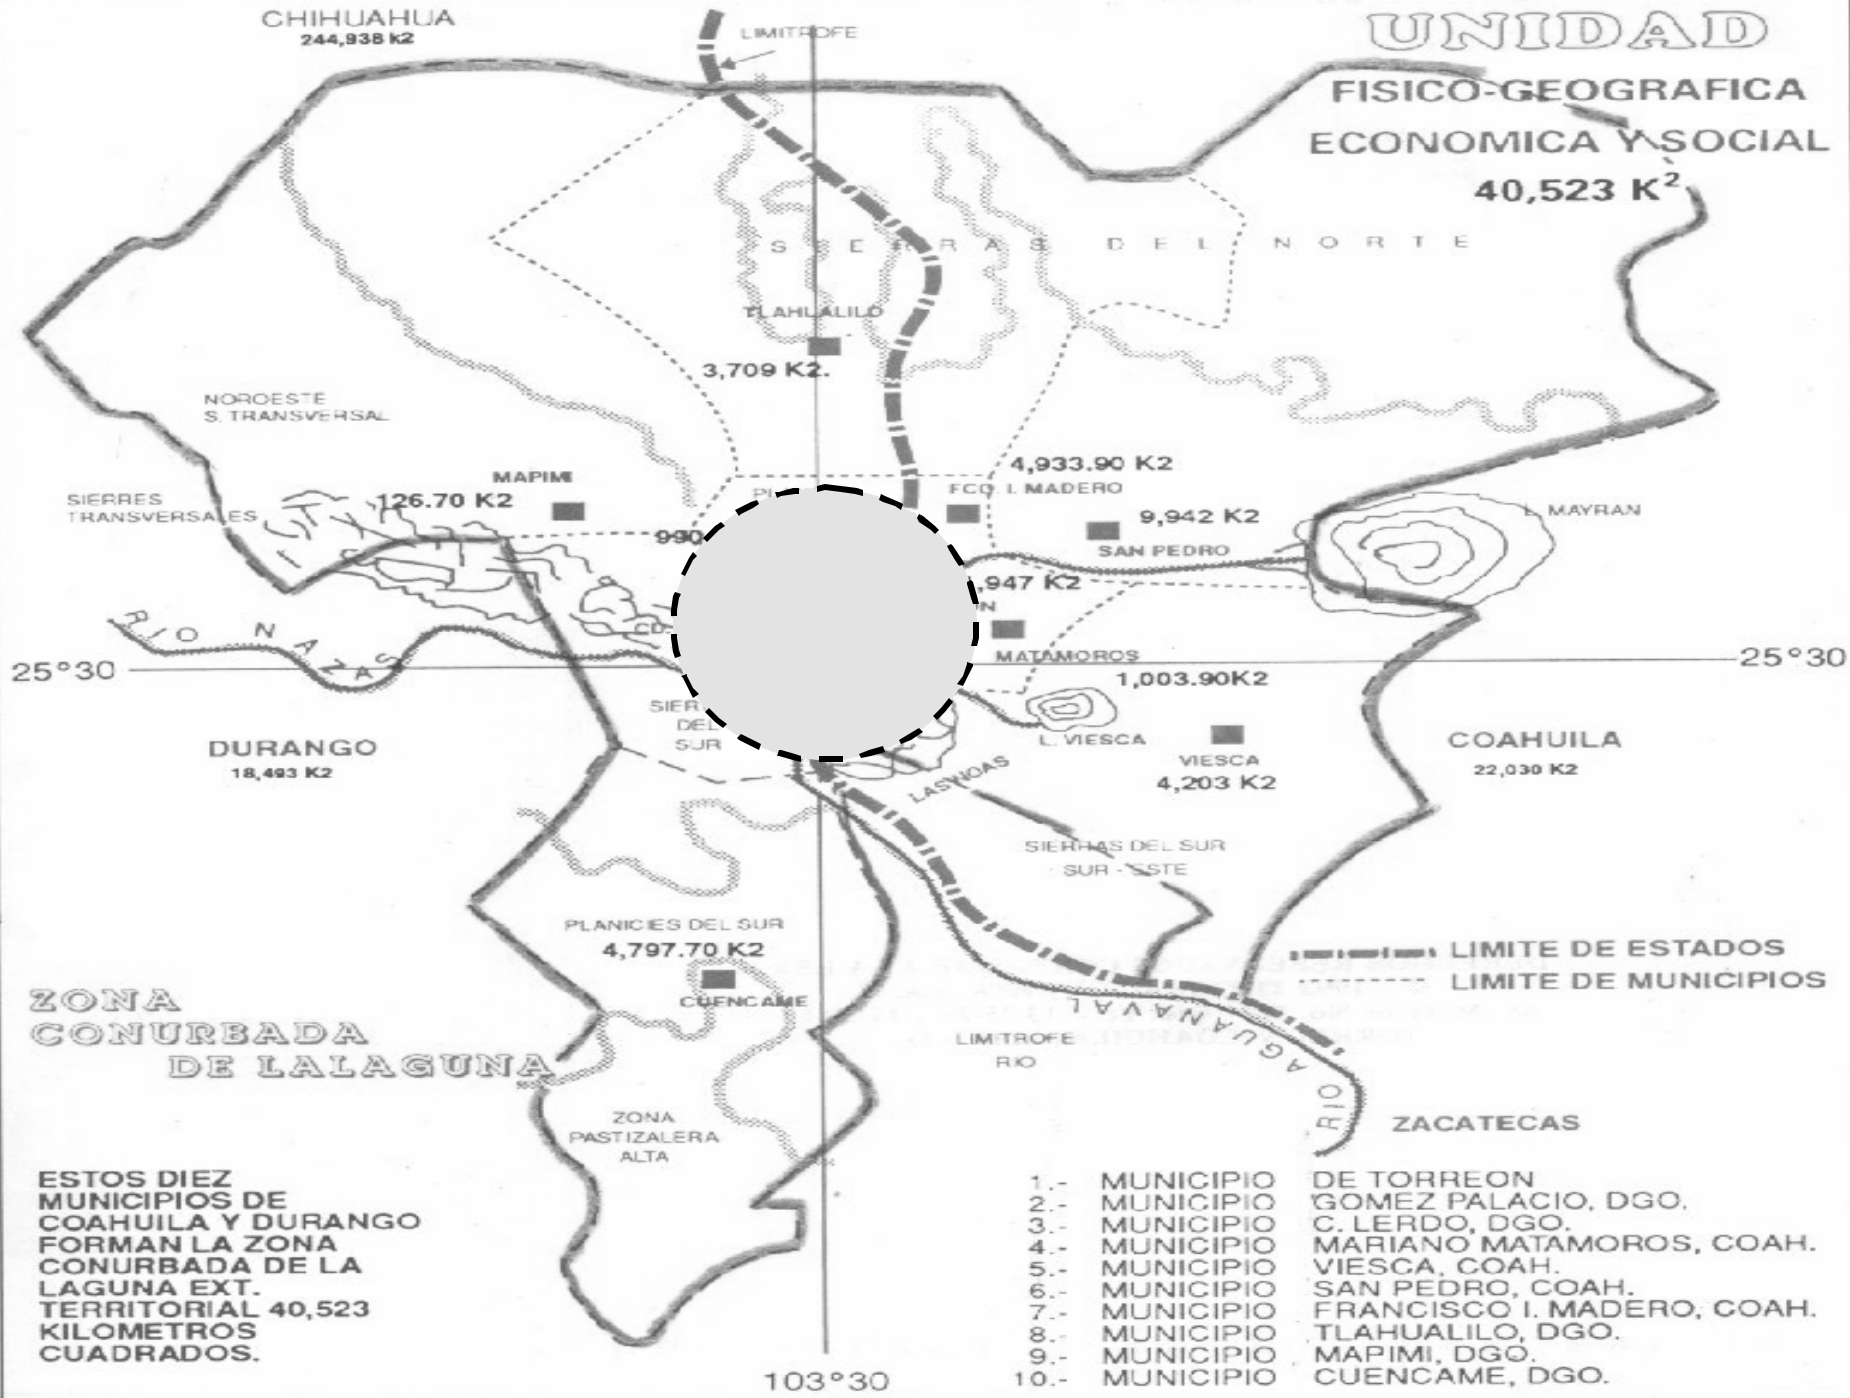 CHIHUAHUA
244,938 k2
LIMITROFE
UNIDAD
FISICO-GEOGRAFICA
ECONOMICA Y SOCIAL
40,523 K²
SIERRAS DEL NORTE
TLAHUALILO
3,709 K2.
NOROESTE
S. TRANSVERSAL
MAPIMI
126.70 K2
SIERRES
TRANSVERSALES
4,933.90 K2
FCO. I. MADERO
9,942 K2
SAN PEDRO
L. MAYRAN
990
,947 K2
N
CD.
RIO NAZAS
25°30
25°30
MATAMOROS
1,003.90K2
SIER
DEL
SUR
L. VIESCA
VIESCA
4,203 K2
DURANGO
18,493 K2
COAHUILA
22,030 K2
LAS NOAS
SIERRAS DEL SUR
SUR - ESTE
PLANICIES DEL SUR
4,797.70 K2
CUENCAME
LIMITE DE ESTADOS
LIMITE DE MUNICIPIOS
ZONA
CONURBADA
DE LALAGUNA
LIMITROFE
RIO
RIO AGUANAVAL
ZACATECAS
ZONA
PASTIZALERA
ALTA
ESTOS DIEZ
MUNICIPIOS DE
COAHUILA Y DURANGO
FORMAN LA ZONA
CONURBADA DE LA
LAGUNA EXT.
TERRITORIAL 40,523
KILOMETROS
CUADRADOS.
1.- MUNICIPIO DE TORREON
2.- MUNICIPIO GOMEZ PALACIO, DGO.
3.- MUNICIPIO C. LERDO, DGO.
4.- MUNICIPIO MARIANO MATAMOROS, COAH.
5.- MUNICIPIO VIESCA, COAH.
6.- MUNICIPIO SAN PEDRO, COAH.
7.- MUNICIPIO FRANCISCO I. MADERO, COAH.
8.- MUNICIPIO TLAHUALILO, DGO.
9.- MUNICIPIO MAPIMI, DGO.
10.- MUNICIPIO CUENCAME, DGO.
103°30